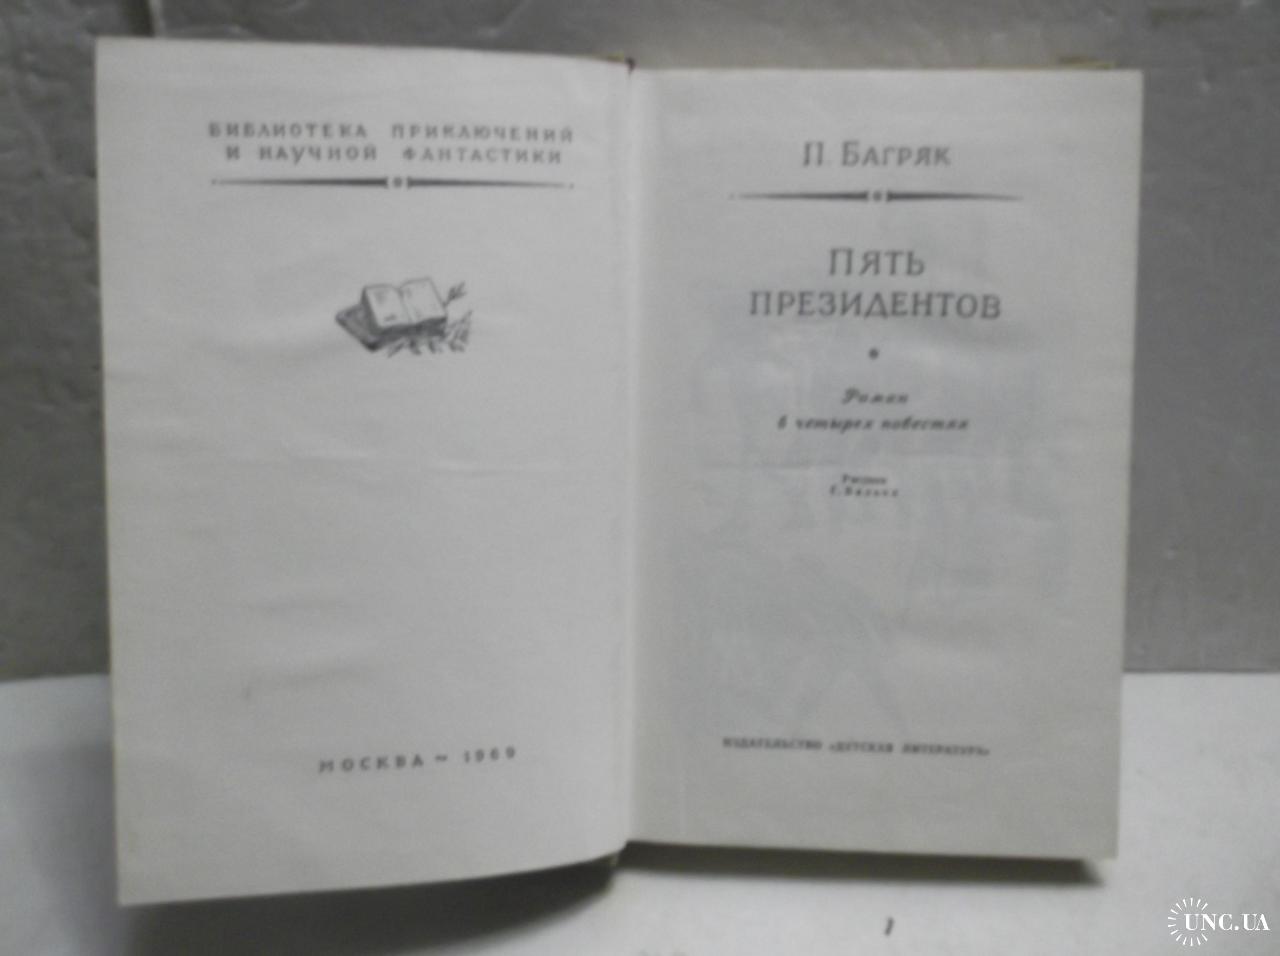 БИБЛИОТЕКА ПРИКЛЮЧЕНИЙ
И НАУЧНОЙ ФАНТАСТИКИ
МОСКВА ~ 1969
П. БАГРЯК
ПЯТЬ
ПРЕЗИДЕНТОВ
Роман
в четырех повестях
ИЗДАТЕЛЬСТВО «ДЕТСКАЯ ЛИТЕРАТУРА»
UNC.UA